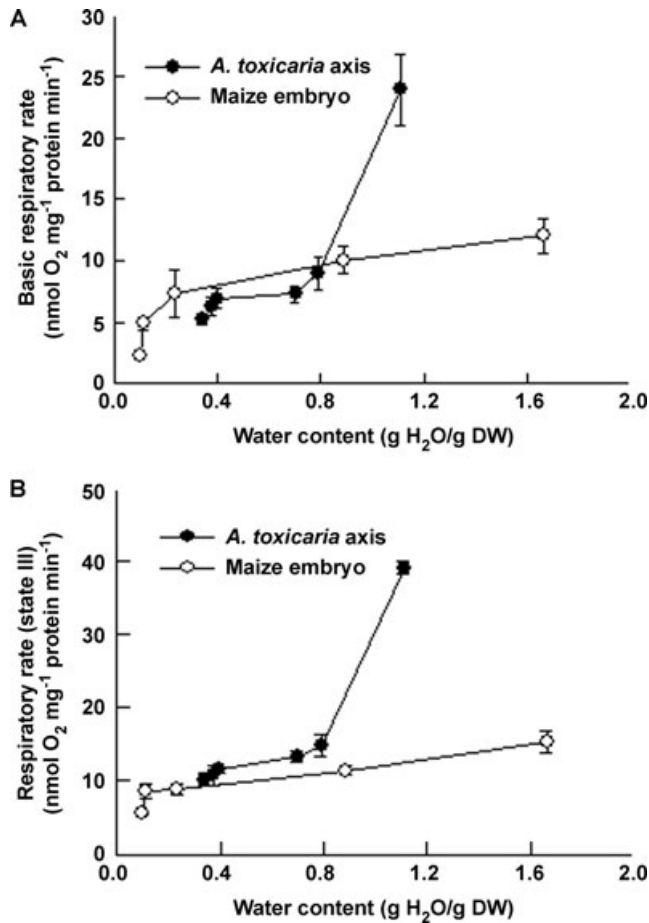 A
30
25
20
15
10
5
0
Basic respiratory rate
(nmol O₂ mg⁻¹ protein min⁻¹)
A. toxicaria axis
Maize embryo
0.0 0.4 0.8 1.2 1.6 2.0
Water content (g H₂O/g DW)
B
50
40
30
20
10
0
Respiratory rate (state III)
(nmol O₂ mg⁻¹ protein min⁻¹)
A. toxicaria axis
Maize embryo
0.0 0.4 0.8 1.2 1.6 2.0
Water content (g H₂O/g DW)